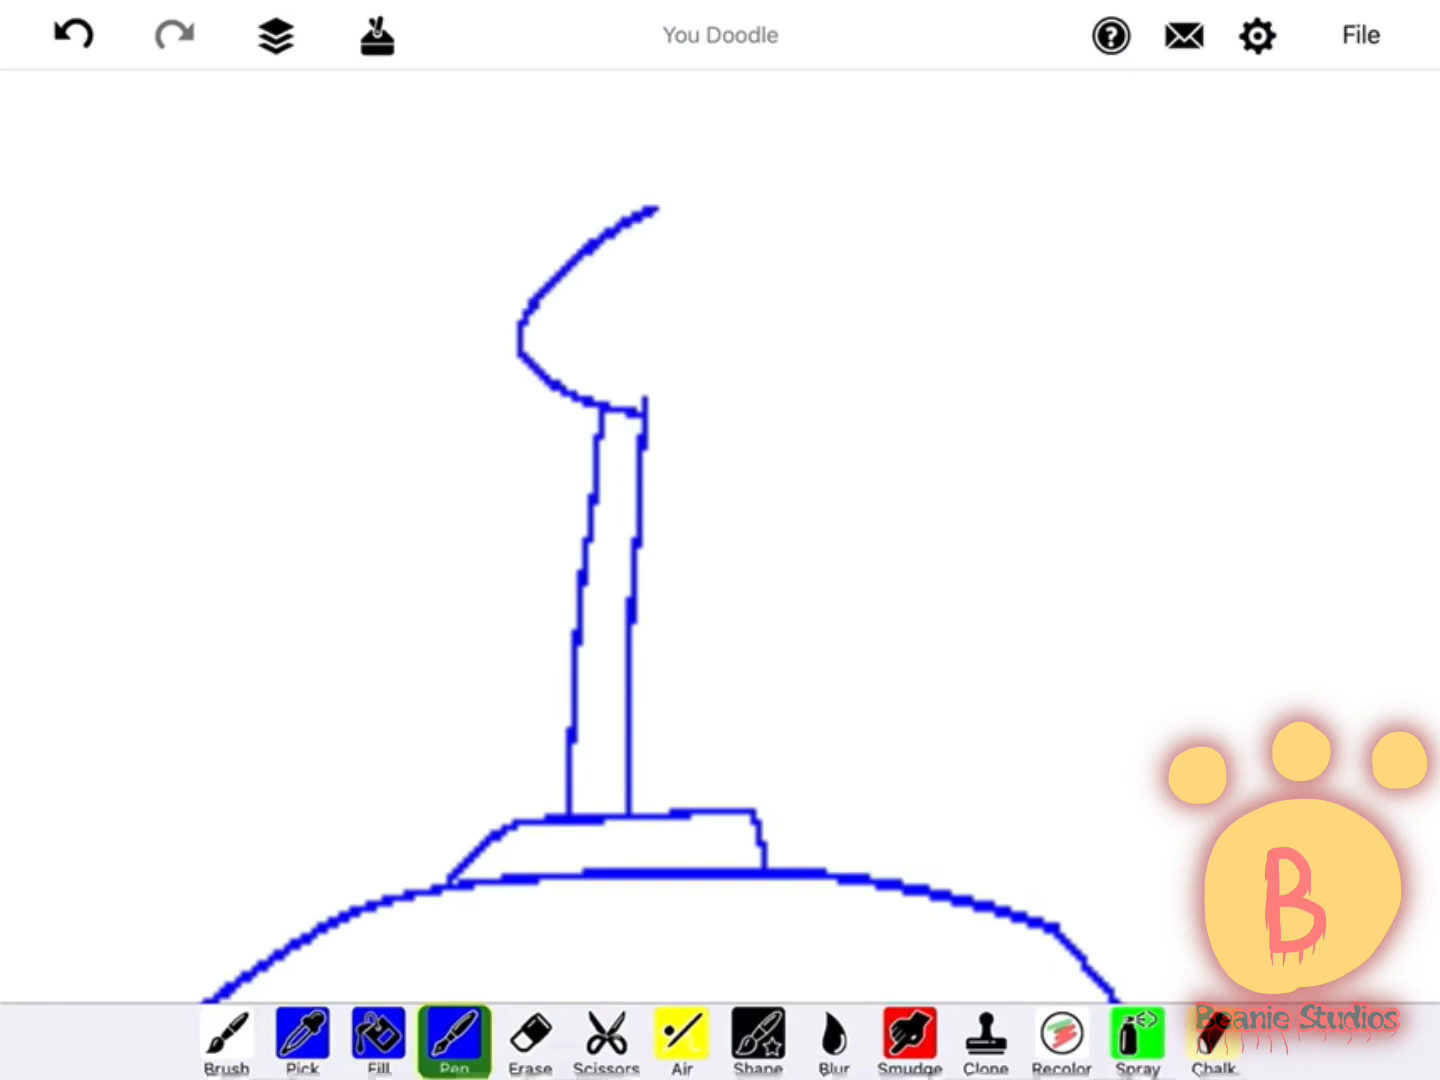 You Doodle
File
B
Beanie Studios
Brush Pick Fill Pen Erase Scissors Air Shape Blur Smudge Clone Recolor Spray Chalk